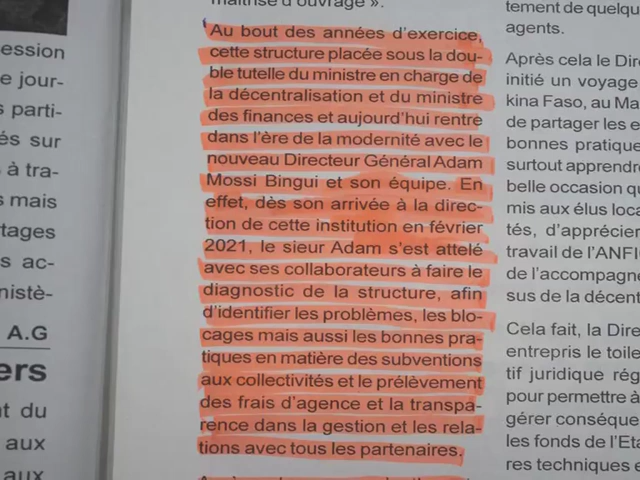 ession
e jour-
s parti-
és sur
à tra-
s mais
tages
s ac-
nistè-
A.G
ers
t du
aux
aux
maîtrise d'ouvrage ».
Au bout des années d'exercice,
cette structure placée sous la dou-
ble tutelle du ministre en charge de
la décentralisation et du ministre
des finances et aujourd'hui rentre
dans l'ère de la modernité avec le
nouveau Directeur Général Adam
Mossi Bingui et son équipe. En
effet, dès son arrivée à la direc-
tion de cette institution en février
2021, le sieur Adam s'est attelé
avec ses collaborateurs à faire le
diagnostic de la structure, afin
d'identifier les problèmes, les blo-
cages mais aussi les bonnes pra-
tiques en matière des subventions
aux collectivités et le prélèvement
des frais d'agence et la transpa-
rence dans la gestion et les rela-
tions avec tous les partenaires.
tement de quelqu
agents.
Après cela le Dire
initié un voyage
kina Faso, au Ma
de partager les e
bonnes pratique
surtout apprendr
belle occasion qu
mis aux élus loca
tés, d'apprécier
travail de l'ANFI
de l'accompagne
sus de la décent
Cela fait, la Dire
entrepris le toile
tif juridique rég
pour permettre à
gérer conséque
les fonds de l'Eta
res techniques e